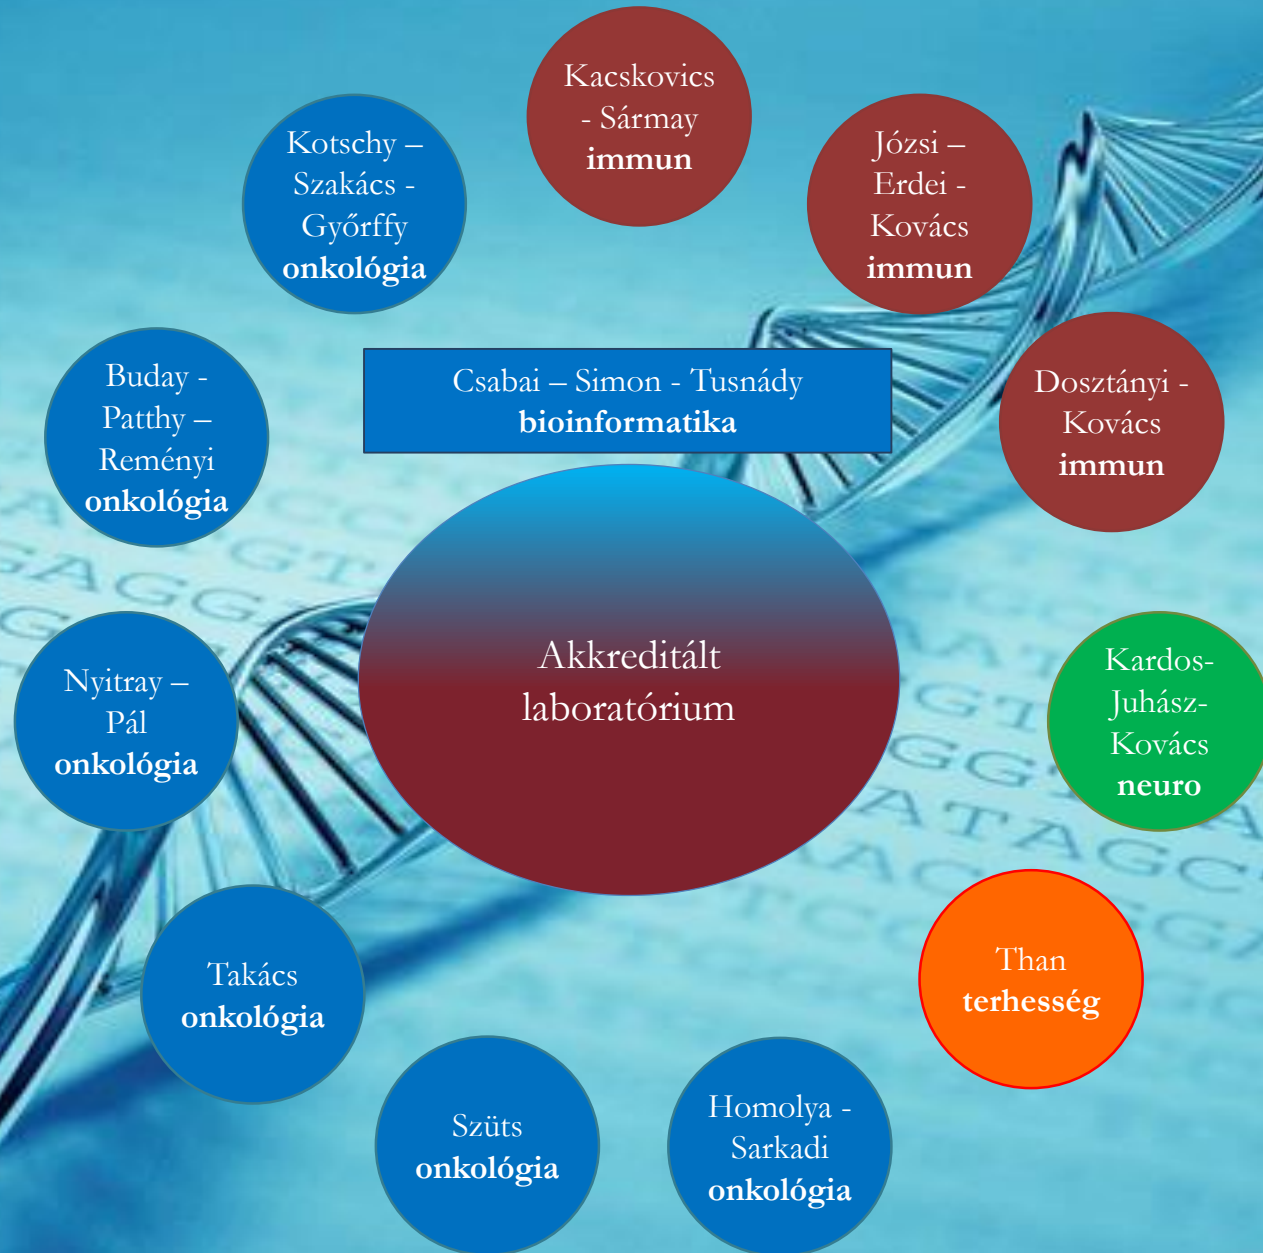 Kacskovics
- Sármay
immun
Kotschy –
Szakács -
Győrffy
onkológia
Józsi –
Erdei -
Kovács
immun
Buday -
Patthy –
Reményi
onkológia
Csabai – Simon - Tusnády
bioinformatika
Dosztányi -
Kovács
immun
Nyitray –
Pál
onkológia
Akkreditált
laboratórium
Kardos-
Juhász-
Kovács
neuro
Takács
onkológia
Than
terhesség
Szüts
onkológia
Homolya -
Sarkadi
onkológia